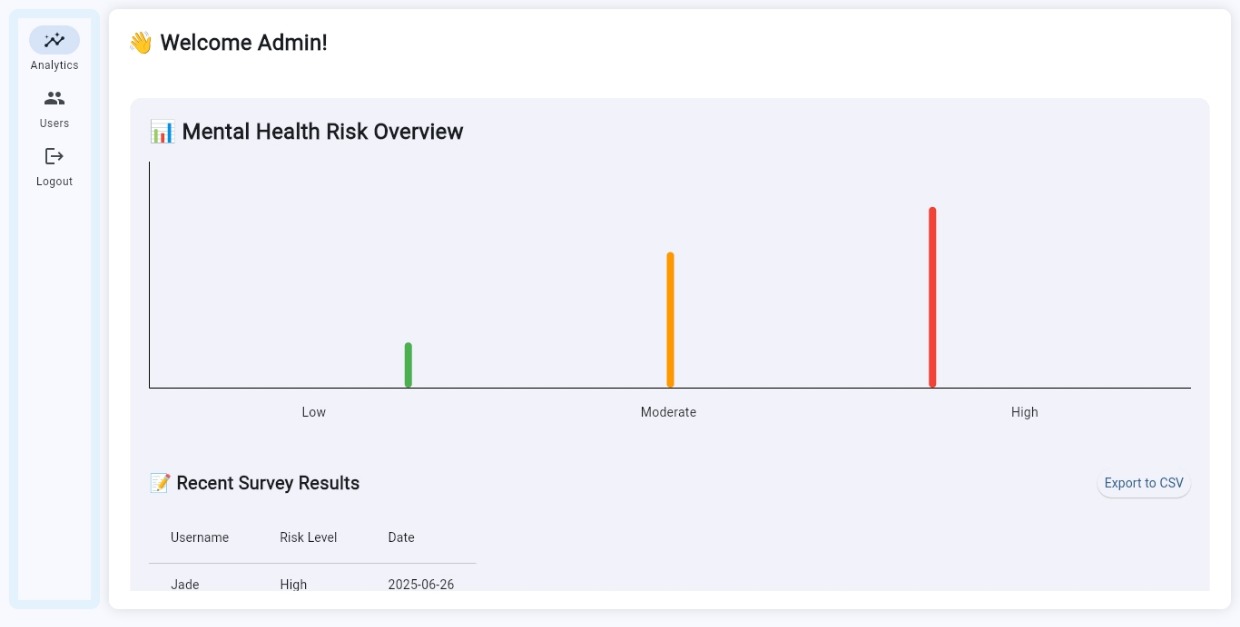 Analytics
Users
Logout
👋 Welcome Admin!
📊 Mental Health Risk Overview
Low Moderate High
📝 Recent Survey Results
Export to CSV
Username Risk Level Date
Jade High 2025-06-26